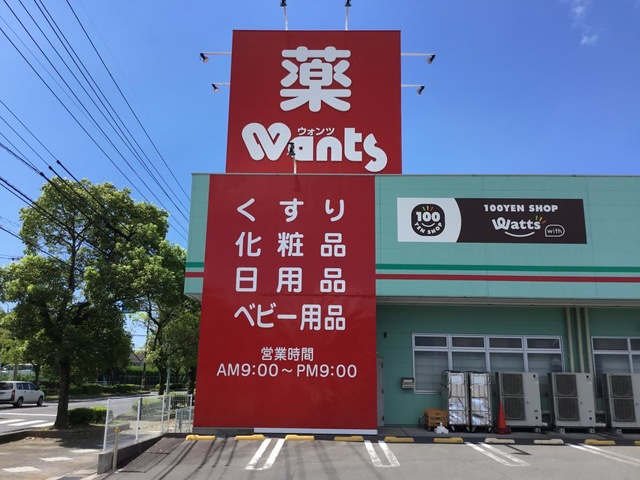 薬
ウォンツ
Wants
くすり
化粧品
日用品
ベビー用品
営業時間
AM9:00～PM9:00
100
YEN SHOP
100YEN SHOP
Watts with